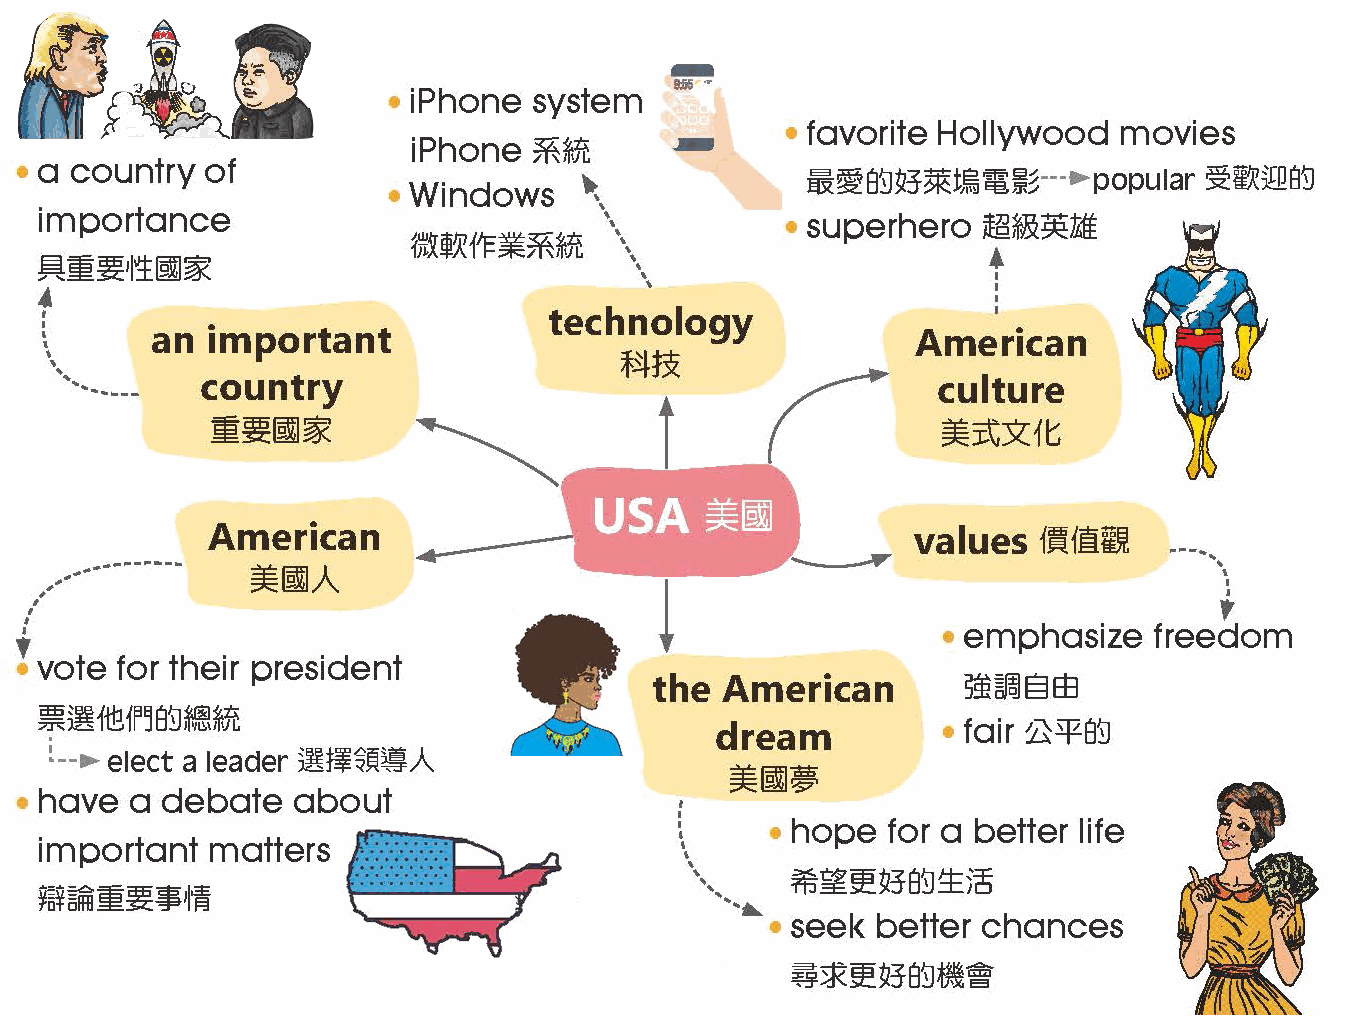 a country of
importance
具重要性國家
an important
country
重要國家
iPhone system
iPhone 系統
Windows
微軟作業系統
technology
科技
favorite Hollywood movies
最愛的好萊塢電影 popular 受歡迎的
superhero 超級英雄
American
culture
美式文化
USA 美國
American
美國人
vote for their president
票選他們的總統
elect a leader 選擇領導人
have a debate about
important matters
辯論重要事情
values 價值觀
emphasize freedom
強調自由
fair 公平的
the American
dream
美國夢
hope for a better life
希望更好的生活
seek better chances
尋求更好的機會